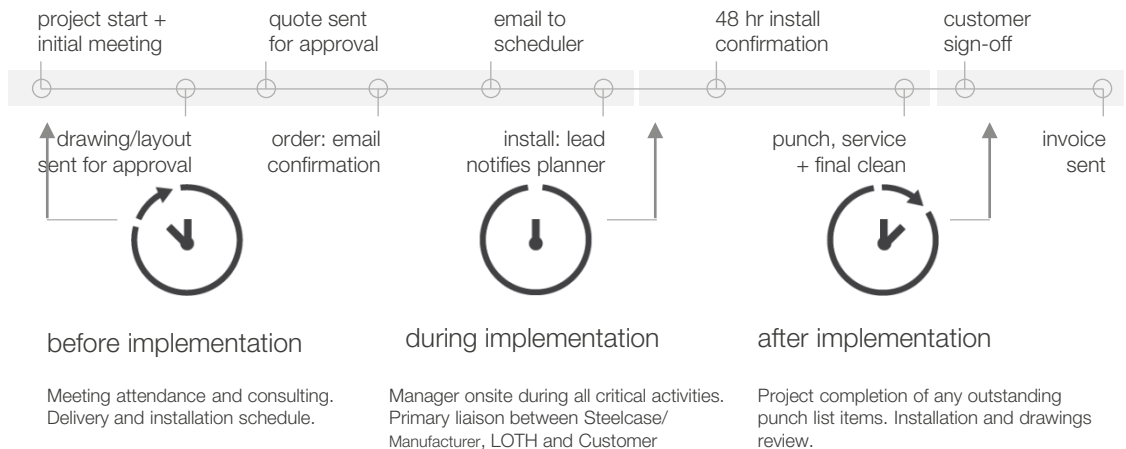 project start +
initial meeting
quote sent
for approval
email to
scheduler
48 hr install
confirmation
customer
sign-off
drawing/layout
sent for approval
order: email
confirmation
install: lead
notifies planner
punch, service
+ final clean
invoice
sent
before implementation
Meeting attendance and consulting.
Delivery and installation schedule.
during implementation
Manager onsite during all critical activities.
Primary liaison between Steelcase/
Manufacturer, LOTH and Customer
after implementation
Project completion of any outstanding
punch list items. Installation and drawings
review.